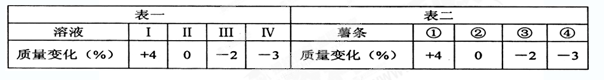 表一 表二
溶液 I II III IV 薯条 ① ② ③ ④
质量变化（%） +4 0 －2 －3 质量变化（%） +4 0 －2 －3